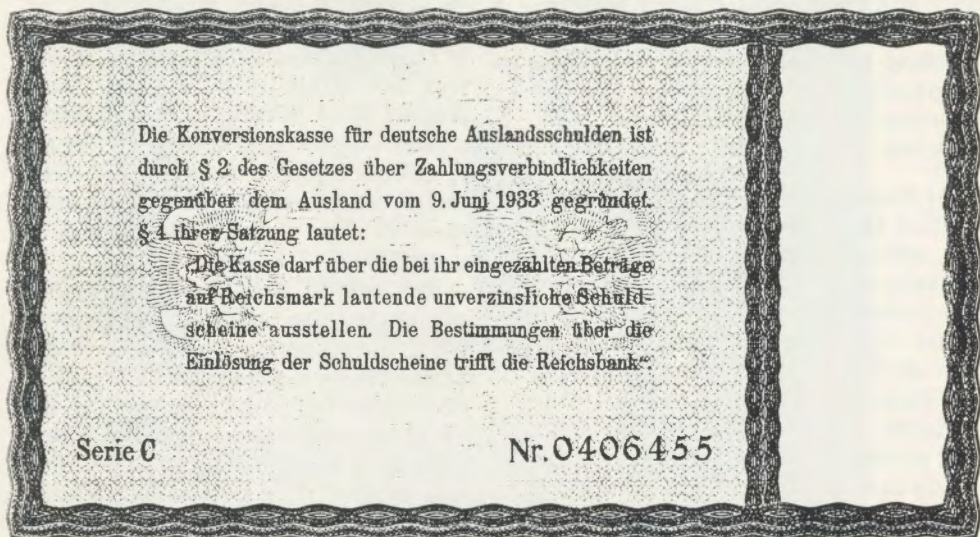 Die Konversionskasse für deutsche Auslandsschulden ist
durch § 2 des Gesetzes über Zahlungsverbindlichkeiten
gegenüber dem Ausland vom 9. Juni 1933 gegründet.
§ 4 ihrer Satzung lautet:
„Die Kasse darf über die bei ihr eingezahlten Beträge
auf Reichsmark lautende unverzinsliche Schuld-
scheine ausstellen. Die Bestimmungen über die
Einlösung der Schuldscheine trifft die Reichsbank“.
Serie C
Nr. 0406455